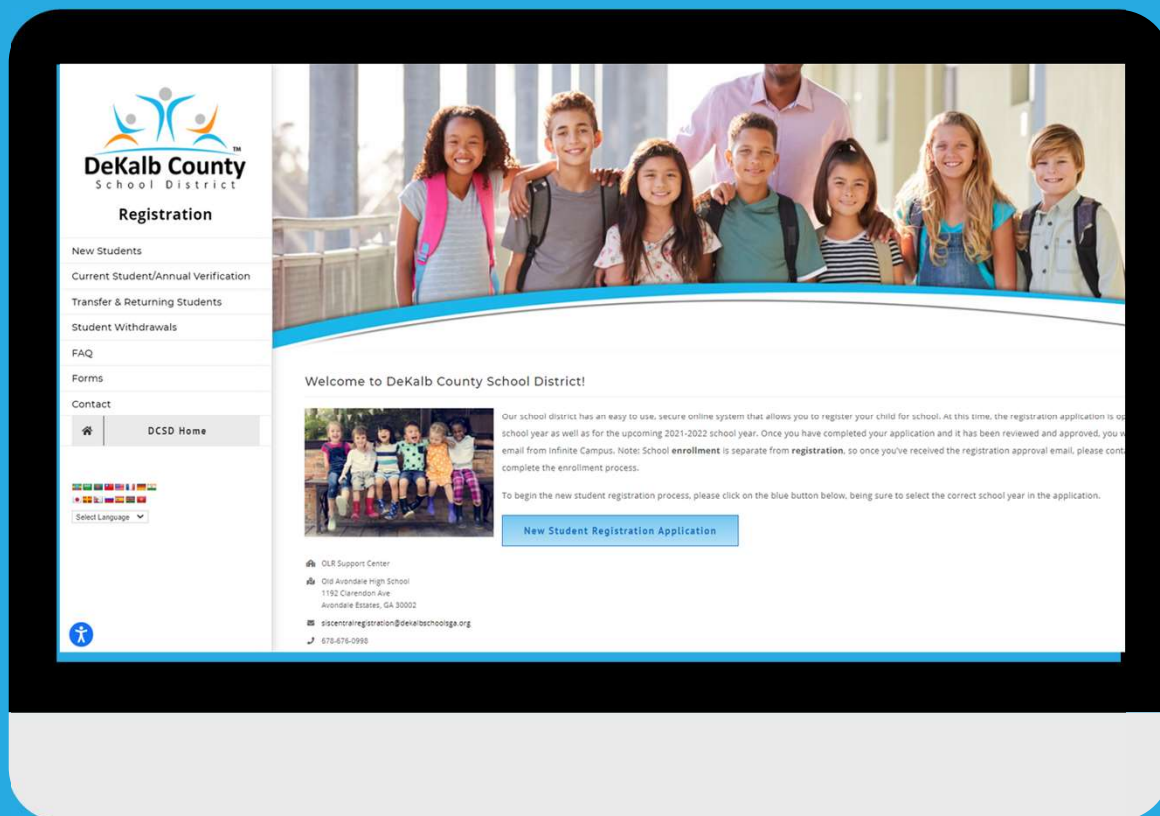 DeKalb County
TM
School District
Registration
New Students
Current Student/Annual Verification
Transfer & Returning Students
Student Withdrawals
FAQ
Forms
Contact
DCSD Home
Select Language
Welcome to DeKalb County School District!
Our school district has an easy to use, secure online system that allows you to register your child for school. At this time, the registration application is op
school year as well as for the upcoming 2021-2022 school year. Once you have completed your application and it has been reviewed and approved, you w
email from Infinite Campus. Note: School enrollment is separate from registration, so once you've received the registration approval email, please cont
complete the enrollment process.
To begin the new student registration process, please click on the blue button below, being sure to select the correct school year in the application.
New Student Registration Application
OLR Support Center
Old Avondale High School
1192 Clarendon Ave
Avondale Estates, GA 30002
siscentralregistration@dekalbschoolsga.org
678-676-0998